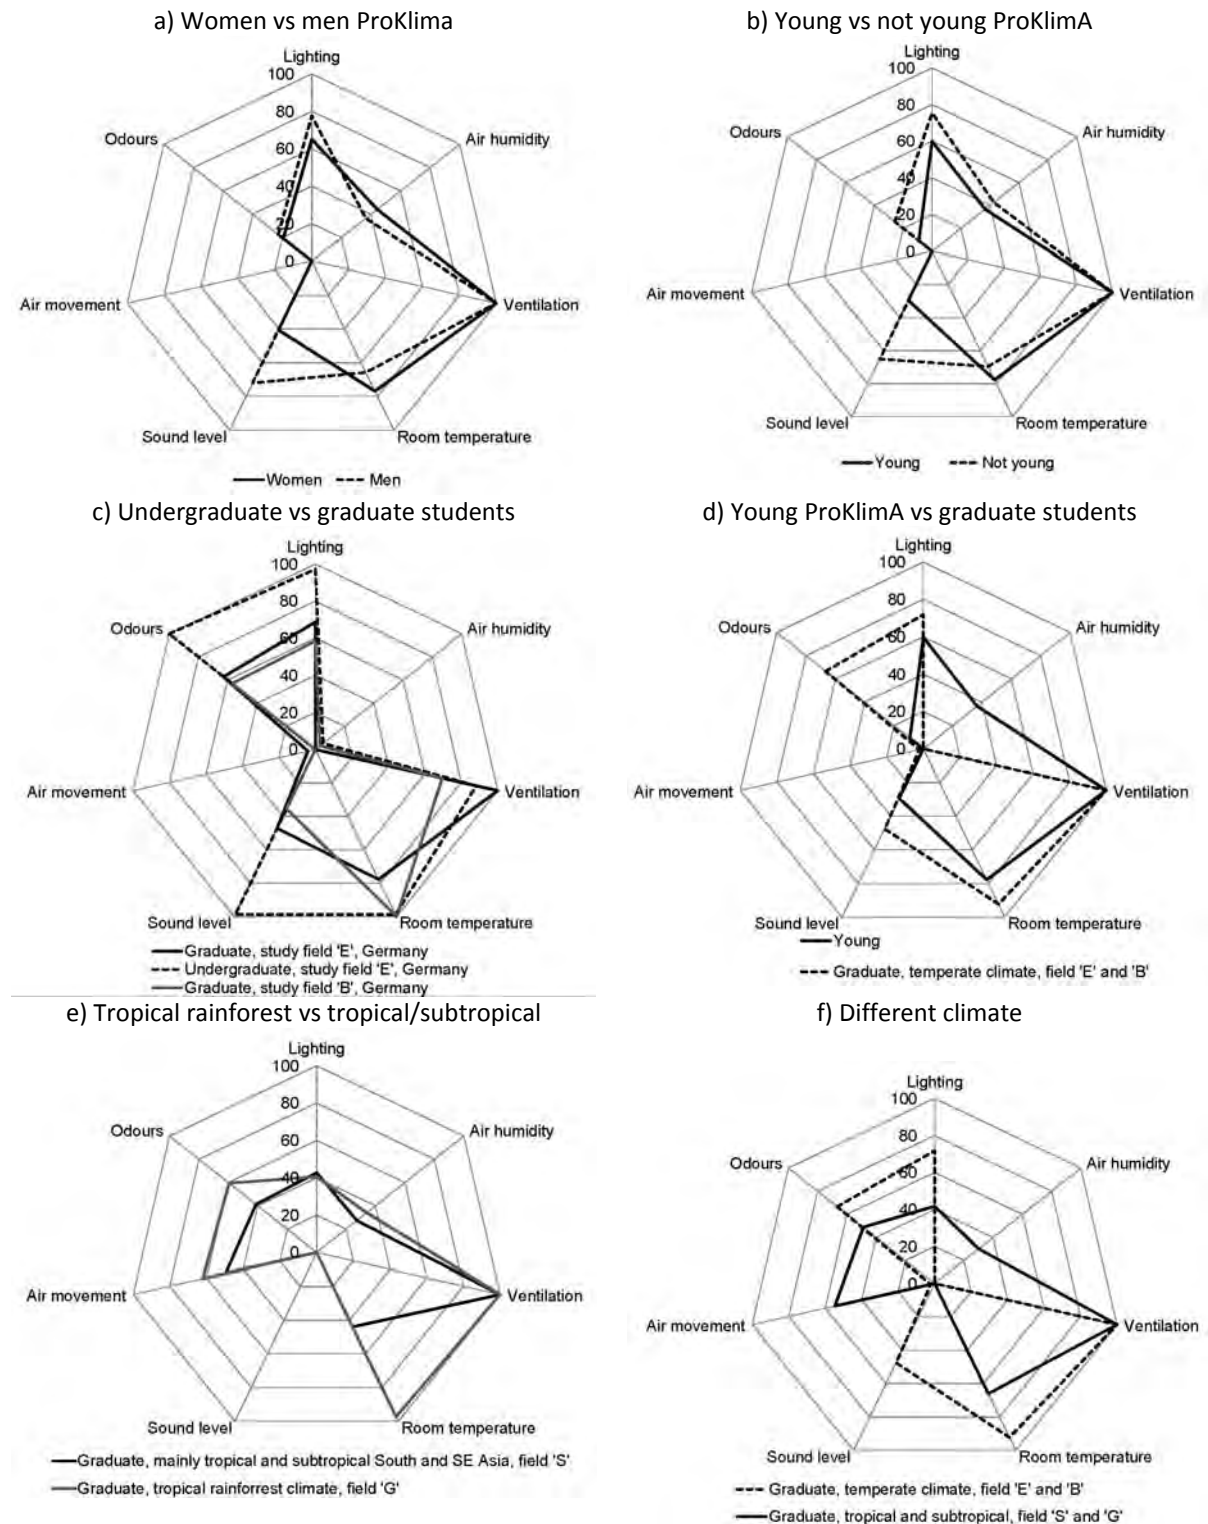 a) Women vs men ProKlima
Lighting
100
80
60
40
20
0
Odours
Air humidity
Air movement
Ventilation
Sound level
Room temperature
Women
Men
b) Young vs not young ProKlimA
Lighting
100
80
60
40
20
0
Odours
Air humidity
Air movement
Ventilation
Sound level
Room temperature
Young
Not young
c) Undergraduate vs graduate students
Lighting
100
80
60
40
20
0
Odours
Air humidity
Air movement
Ventilation
Sound level
Room temperature
Graduate, study field 'E', Germany
Undergraduate, study field 'E', Germany
Graduate, study field 'B', Germany
d) Young ProKlimA vs graduate students
Lighting
100
80
60
40
20
0
Odours
Air humidity
Air movement
Ventilation
Sound level
Room temperature
Young
Graduate, temperate climate, field 'E' and 'B'
e) Tropical rainforest vs tropical/subtropical
Lighting
100
80
60
40
20
0
Odours
Air humidity
Air movement
Ventilation
Sound level
Room temperature
Graduate, mainly tropical and subtropical South and SE Asia, field 'S'
Graduate, tropical rainforrest climate, field 'G'
f) Different climate
Lighting
100
80
60
40
20
0
Odours
Air humidity
Air movement
Ventilation
Sound level
Room temperature
Graduate, temperate climate, field 'E' and 'B'
Graduate, tropical and subtropical, field 'S' and 'G'